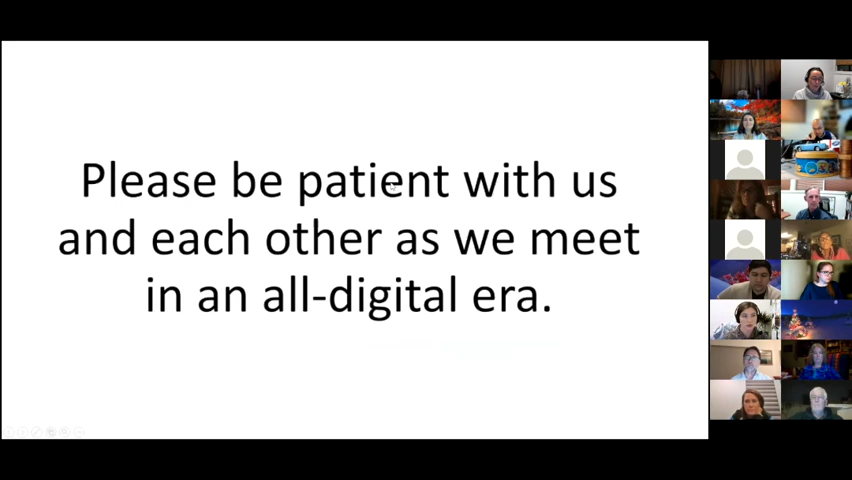 Please be patient with us
and each other as we meet
in an all-digital era.